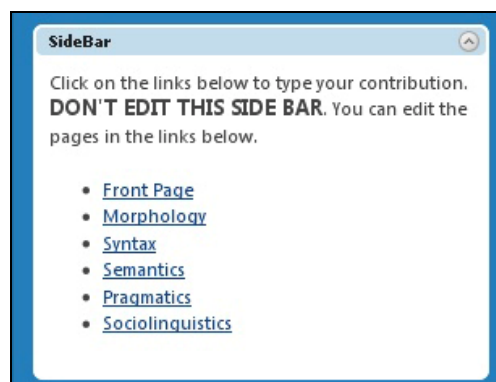 SideBar
Click on the links below to type your contribution.
DON'T EDIT THIS SIDE BAR. You can edit the
pages in the links below.
Front Page
Morphology
Syntax
Semantics
Pragmatics
Sociolinguistics